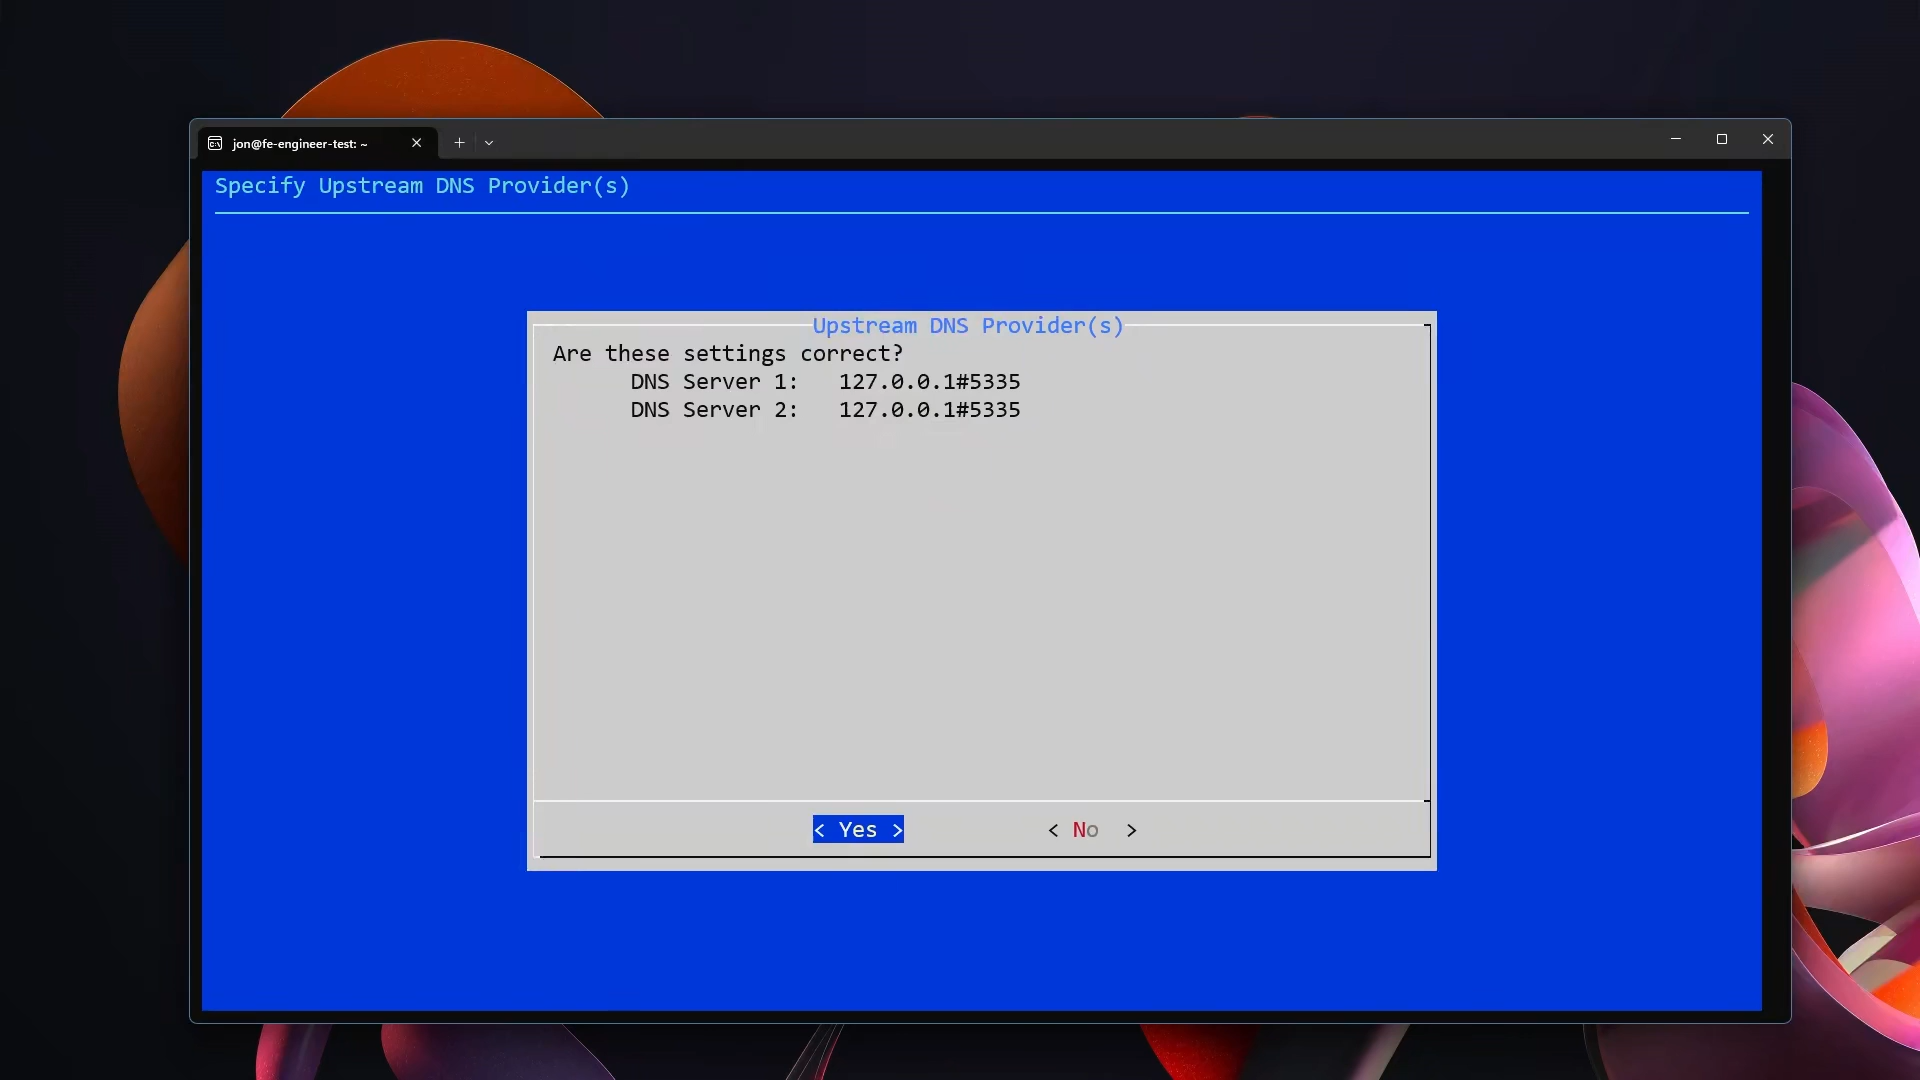 jon@fe-engineer-test: ~
Specify Upstream DNS Provider(s)
Upstream DNS Provider(s)
Are these settings correct?
DNS Server 1: 127.0.0.1#5335
DNS Server 2: 127.0.0.1#5335
< Yes > < No >